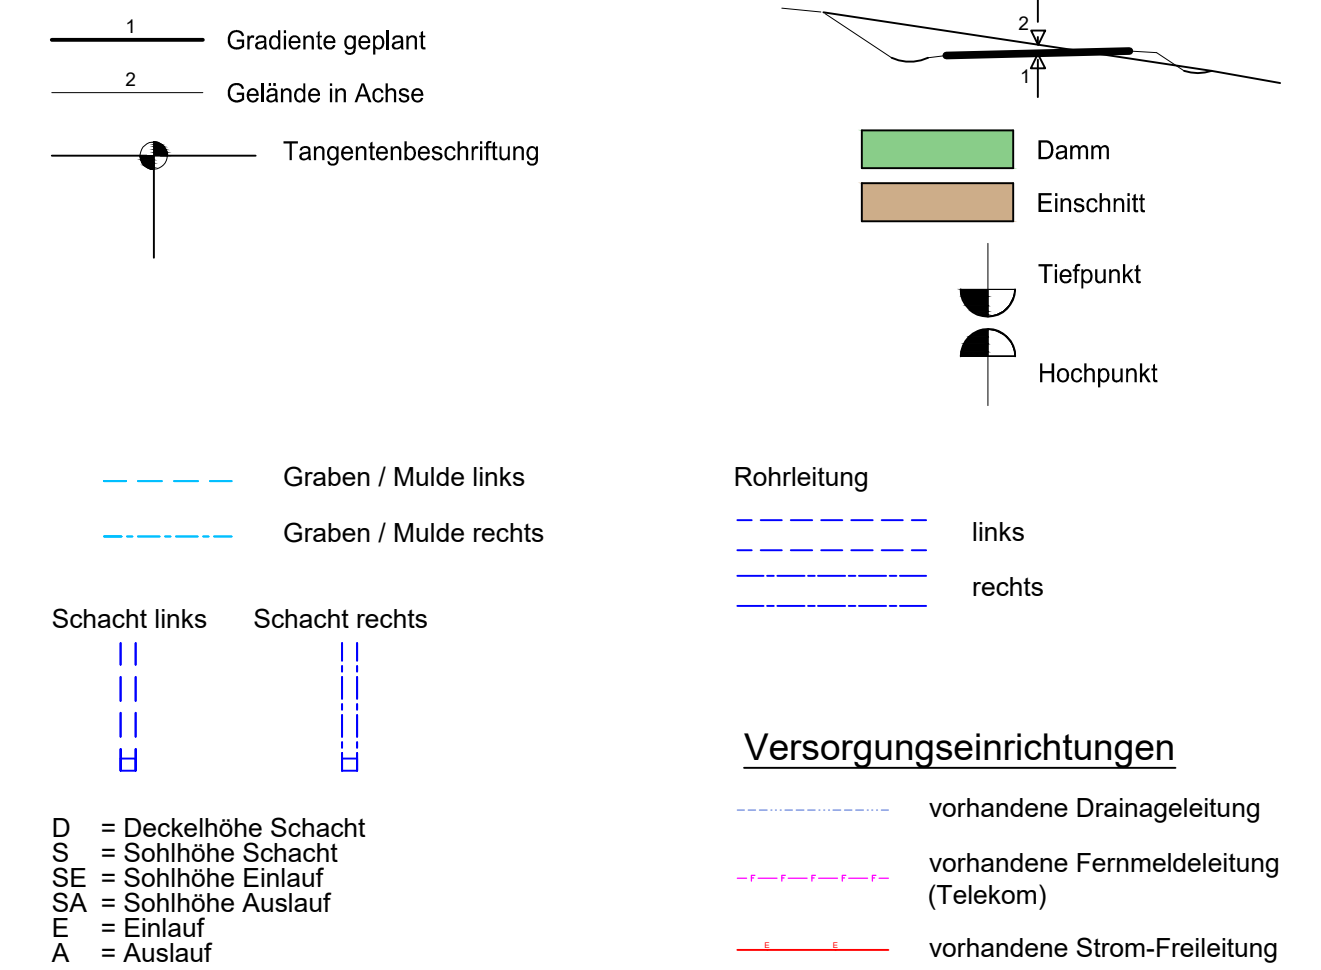 1
Gradiente geplant
2
Gelände in Achse
Tangentenbeschriftung
2
1
Damm
Einschnitt
Tiefpunkt
Hochpunkt
Graben / Mulde links
Graben / Mulde rechts
Rohrleitung
links
rechts
Schacht links
Schacht rechts
D = Deckelhöhe Schacht
S = Sohlhöhe Schacht
SE = Sohlhöhe Einlauf
SA = Sohlhöhe Auslauf
E = Einlauf
A = Auslauf
Versorgungseinrichtungen
vorhandene Drainageleitung
F F F F F
vorhandene Fernmeldeleitung
(Telekom)
E E
vorhandene Strom-Freileitung